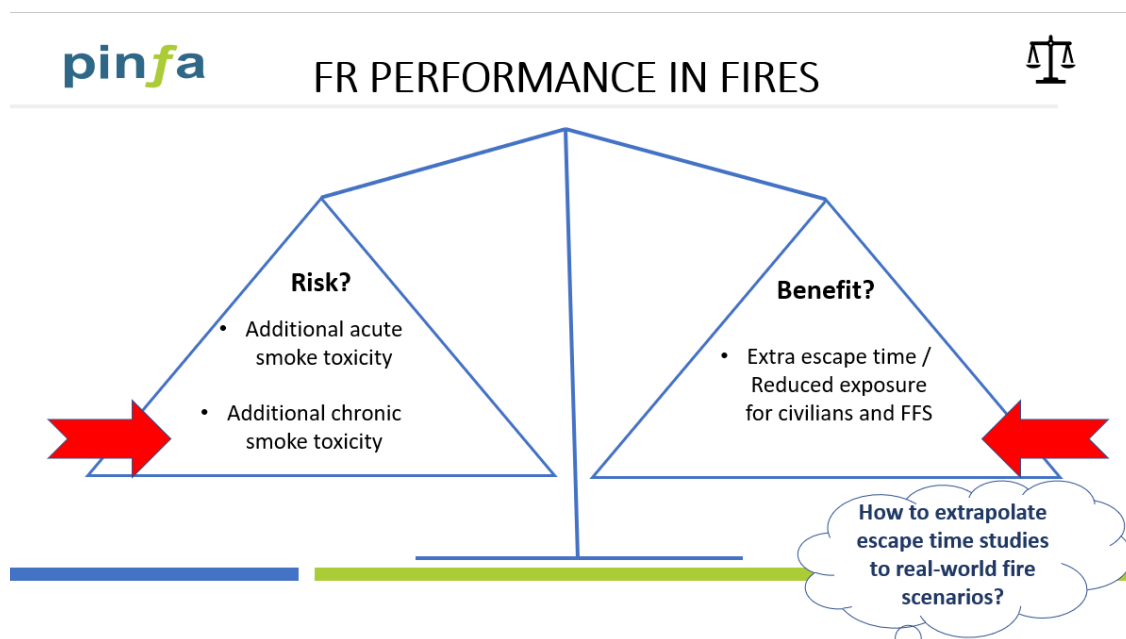 pinfa
FR PERFORMANCE IN FIRES
Risk?
• Additional acute
smoke toxicity
• Additional chronic
smoke toxicity
Benefit?
• Extra escape time /
Reduced exposure
for civilians and FFS
How to extrapolate
escape time studies
to real-world fire
scenarios?